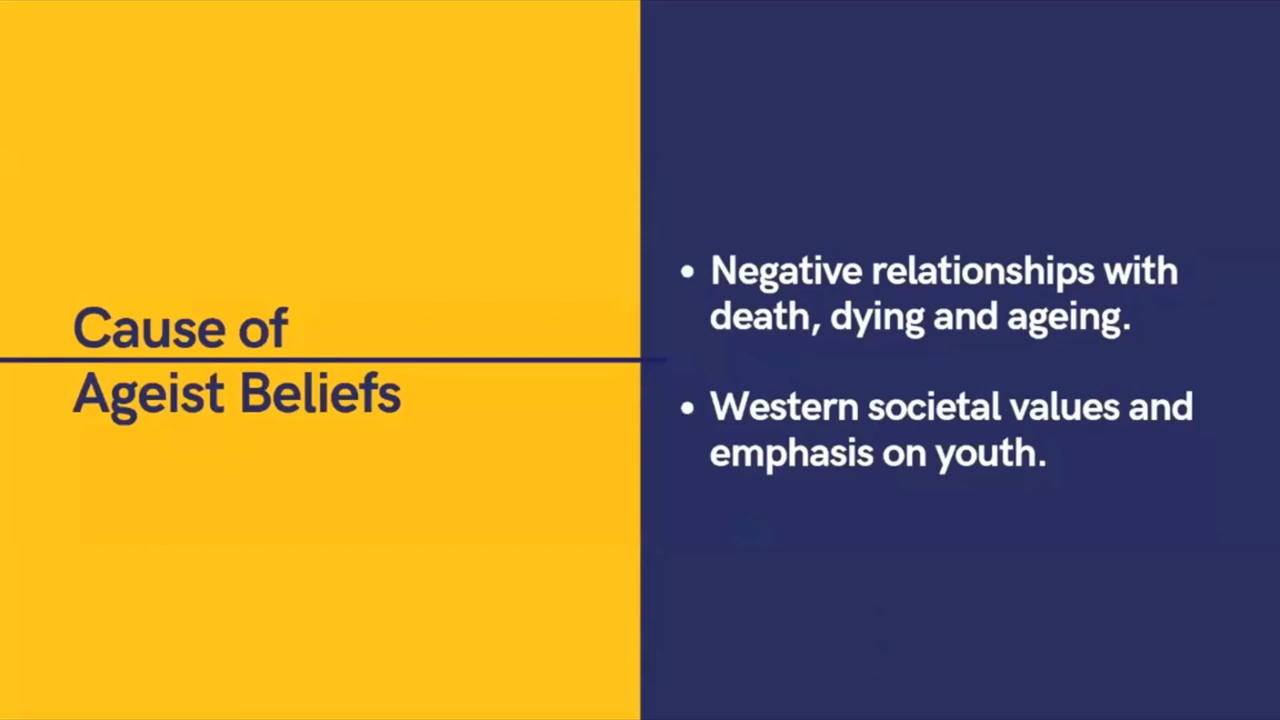 Cause of
Ageist Beliefs
• Negative relationships with
death, dying and ageing.
• Western societal values and
emphasis on youth.